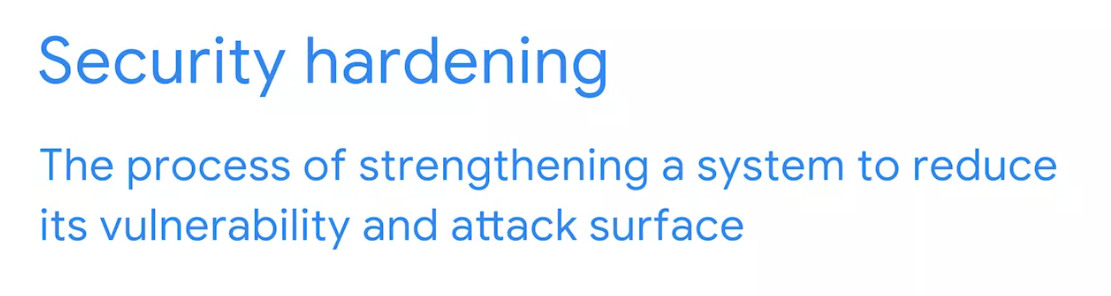 Security hardening
The process of strengthening a system to reduce
its vulnerability and attack surface